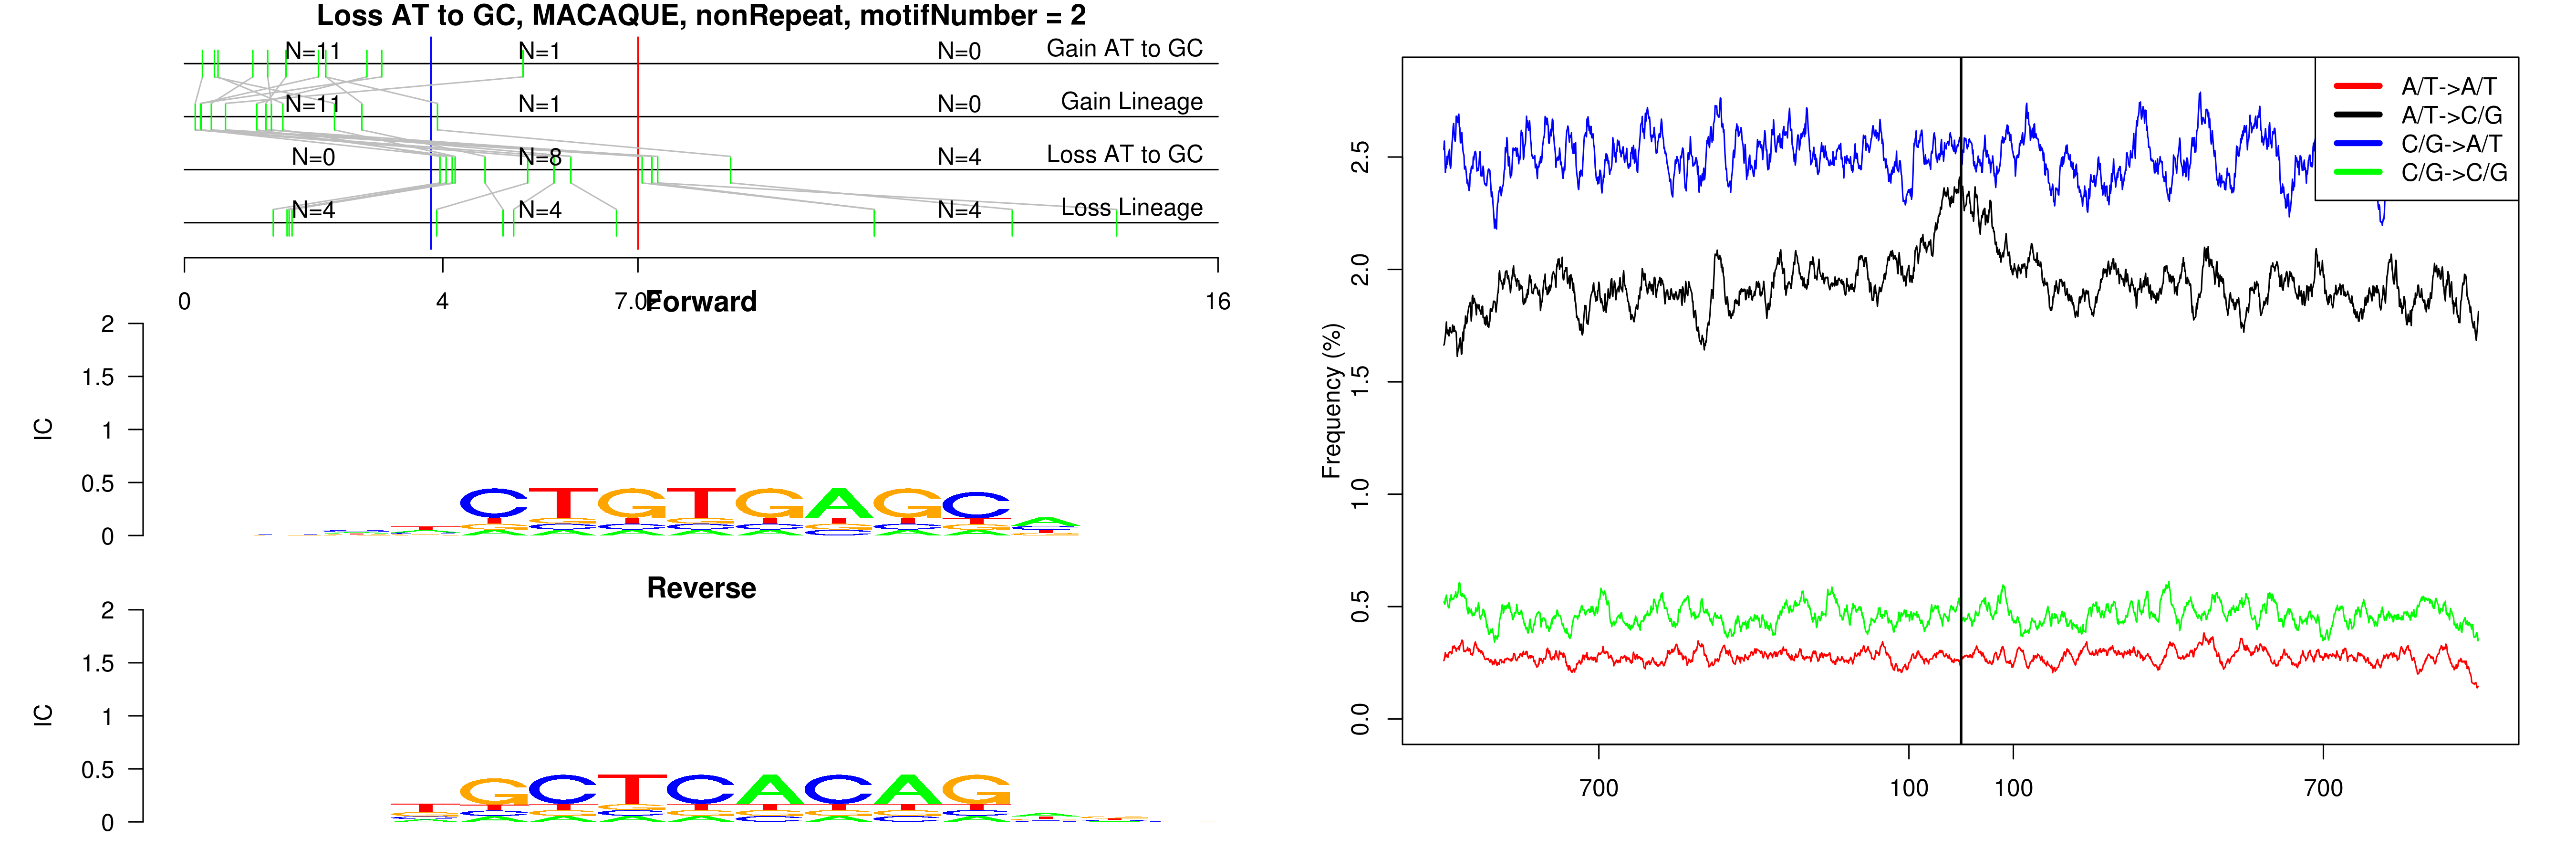 Loss AT to GC, MACAQUE, nonRepeat, motifNumber = 2
N=11 N=1 N=0 Gain AT to GC
N=11 N=1 N=0 Gain Lineage
N=0 N=8 N=4 Loss AT to GC
N=4 N=4 N=4 Loss Lineage
0 4 7.02 16
Forward
2
1.5
1
0.5
0
IC
CTGTGAGCA
Reverse
2
1.5
1
0.5
0
IC
TGCTCACAG
A/T->A/T
A/T->C/G
C/G->A/T
C/G->C/G
Frequency (%)
2.5
2.0
1.5
1.0
0.5
0.0
700 100 100 700